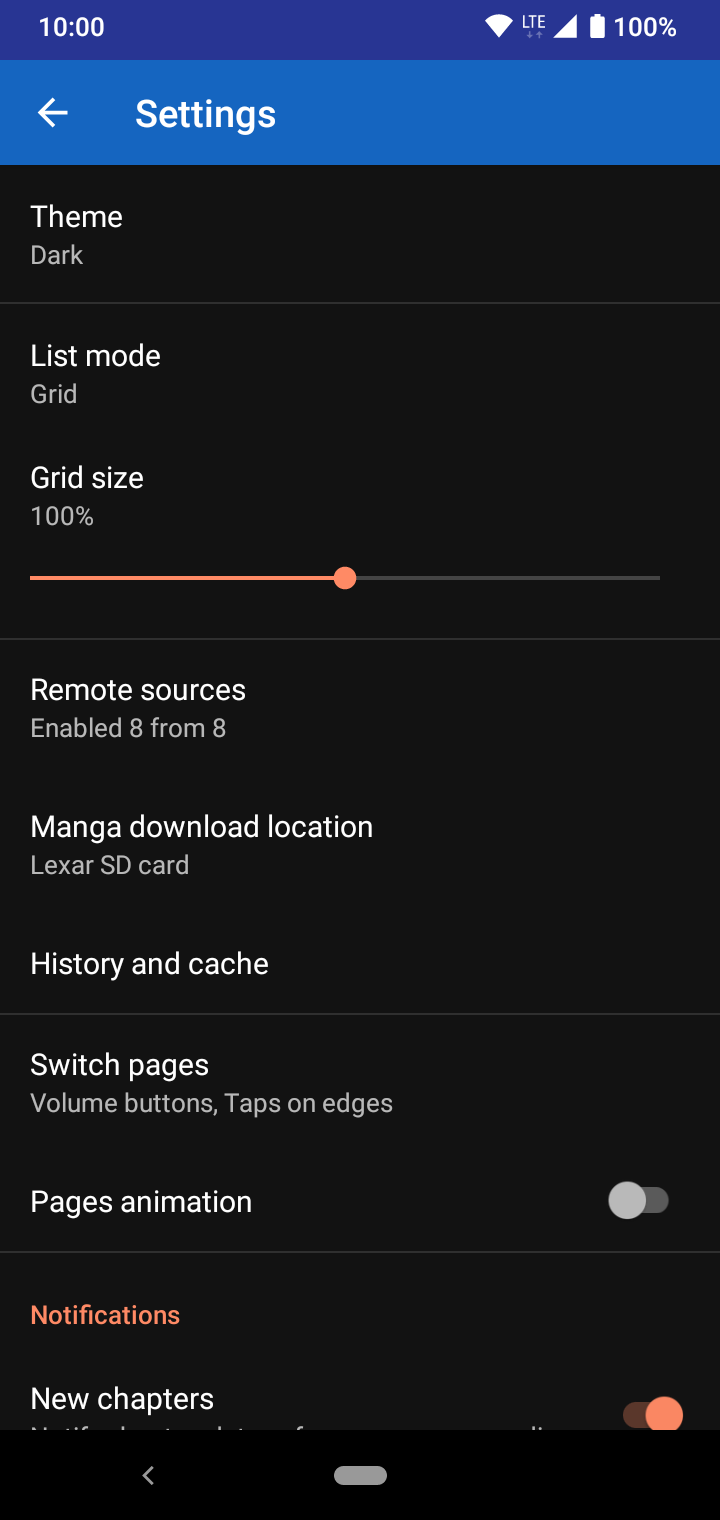 10:00 LTE 100%
Settings
Theme
Dark
List mode
Grid
Grid size
100%
Remote sources
Enabled 8 from 8
Manga download location
Lexar SD card
History and cache
Switch pages
Volume buttons, Taps on edges
Pages animation
Notifications
New chapters